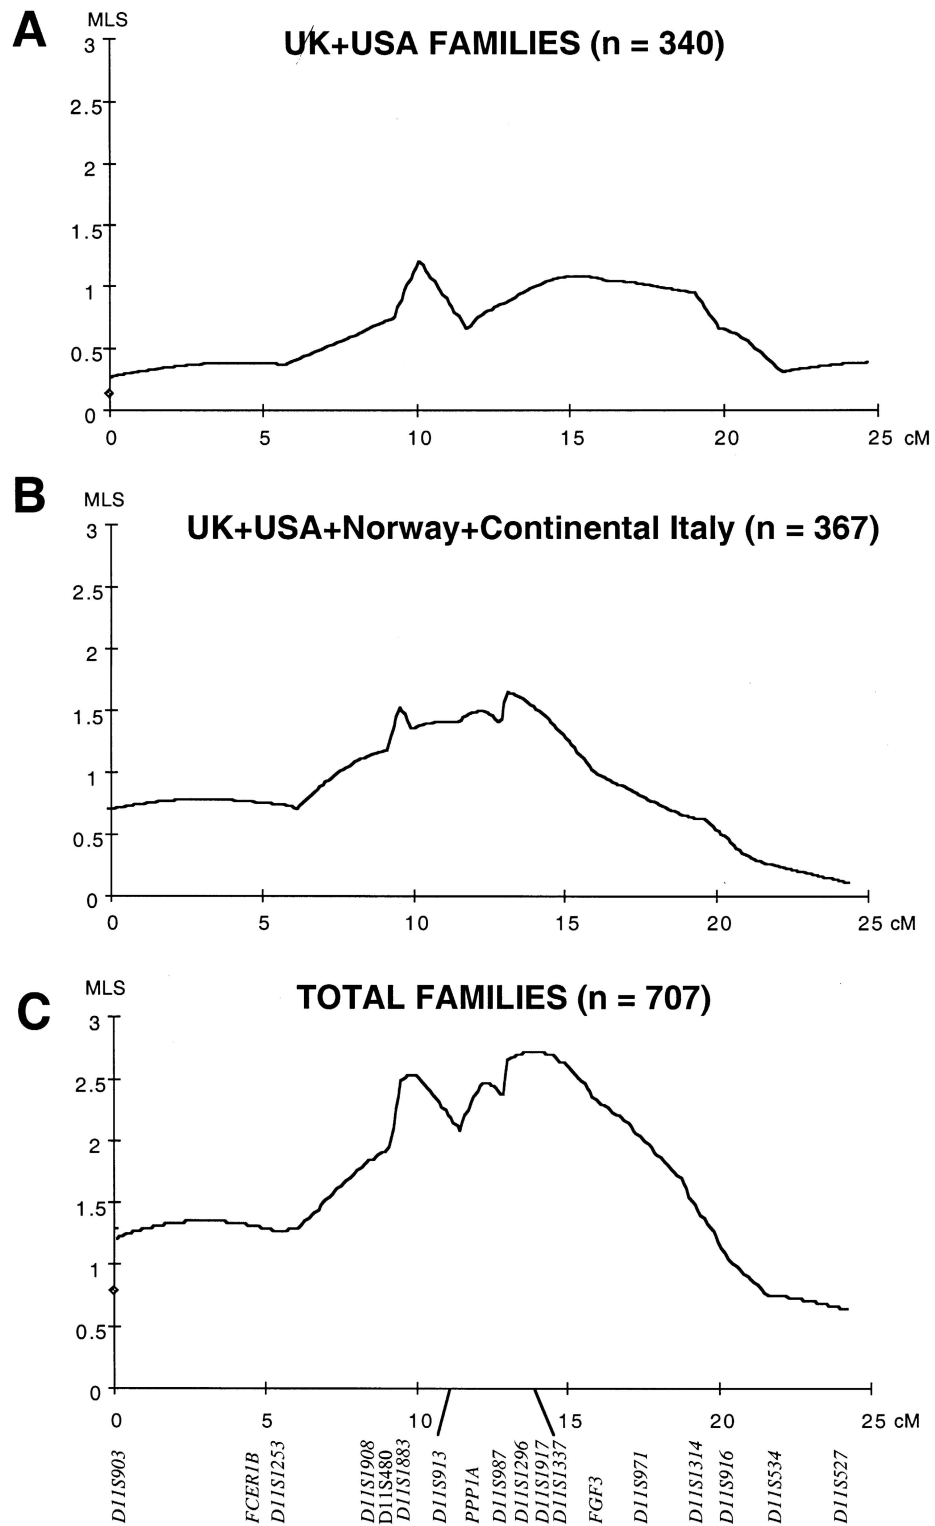 A
MLS
UK+USA FAMILIES (n = 340)
3
2.5
2
1.5
1
0.5
0
0 5 10 15 20 25 cM
B
MLS
UK+USA+Norway+Continental Italy (n = 367)
3
2.5
2
1.5
1
0.5
0
0 5 10 15 20 25 cM
C
MLS
TOTAL FAMILIES (n = 707)
3
2.5
2
1.5
1
0.5
0
0 5 10 15 20 25 cM
D11S903
FCER1B
D11S1253
D11S1908
D11S480
D11S1883
D11S913
PPP1A
D11S987
D11S1296
D11S1917
D11S1337
FGF3
D11S971
D11S1314
D11S916
D11S534
D11S527